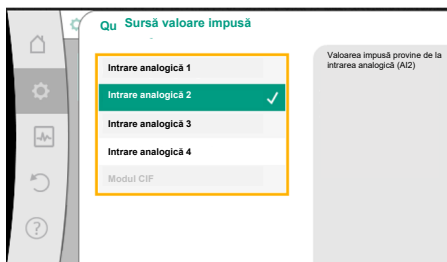 Qu Sursă valoare impusă
Intrare analogică 1
Intrare analogică 2
Intrare analogică 3
Intrare analogică 4
Modul CIF
Valoarea impusă provine de la
intrarea analogică (AI2)
?